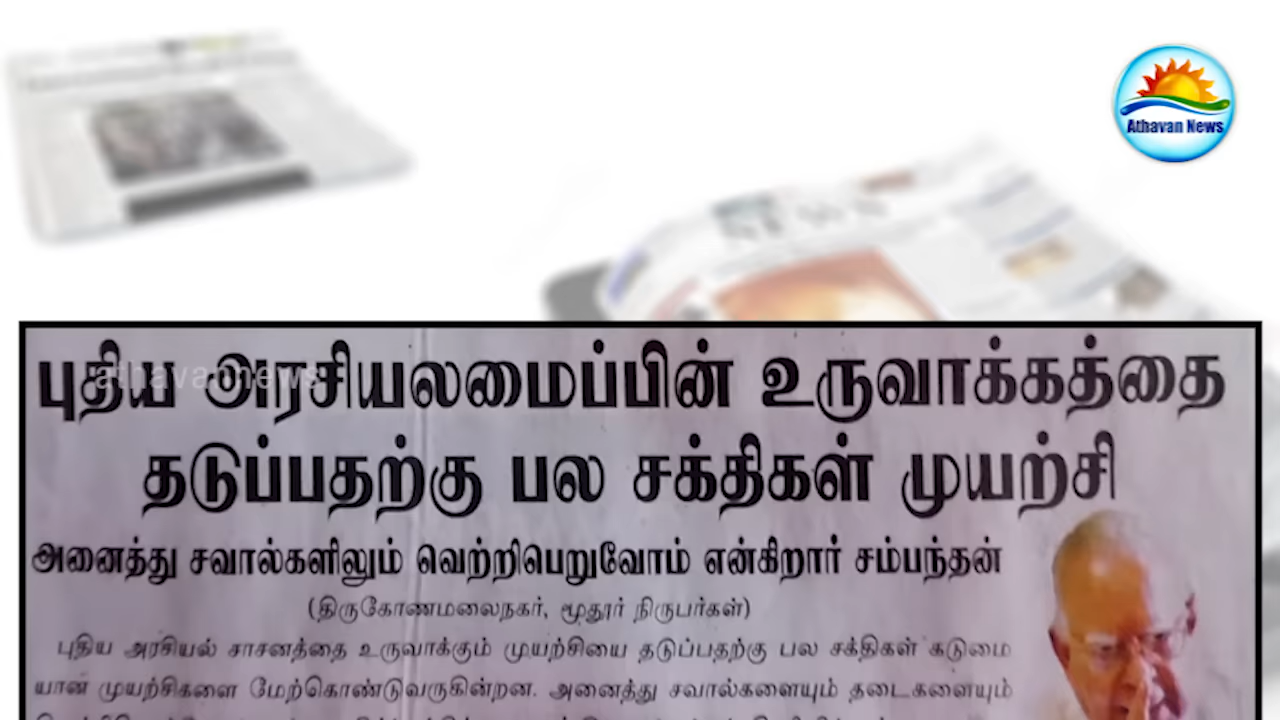 Athavan News
NEWS
புதிய அரசியலமைப்பின் உருவாக்கத்தை
athavannews
தடுப்பதற்கு பல சக்திகள் முயற்சி
அனைத்து சவால்களிலும் வெற்றிபெறுவோம் என்கிறார் சம்பந்தன்
(திருகோணமலைநகர், மூதூர் நிருபர்கள்)
புதிய அரசியல் சாசனத்தை உருவாக்கும் முயற்சியை தடுப்பதற்கு பல சக்திகள் கடுமை
யான முயற்சிகளை மேற்கொண்டுவருகின்றன. அனைத்து சவால்களையும் தடைகளையும்